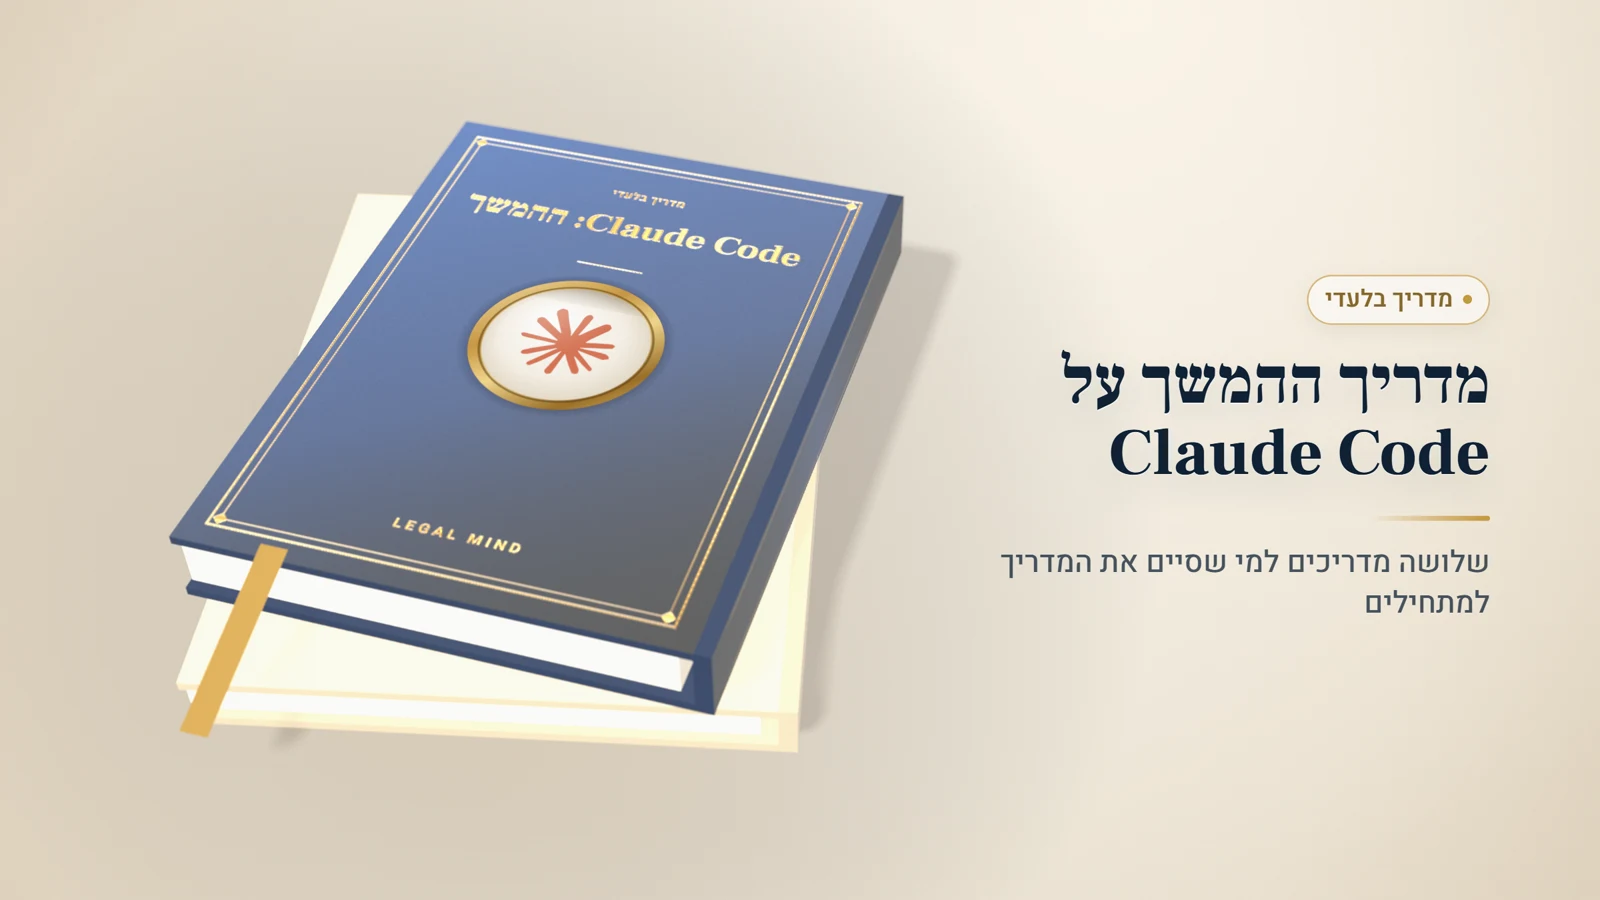 מדריך בלעדי
Claude Code: ההמשך
LEGAL MIND
מדריך בלעדי
מדריך ההמשך על
Claude Code
שלושה מדריכים למי שסיים את המדריך
למתחילים